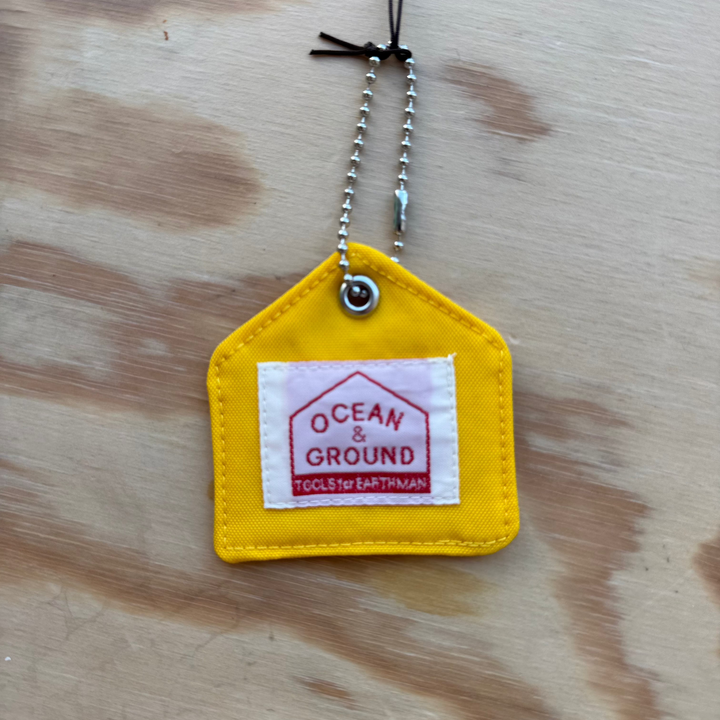 OCEAN
&
GROUND
TOOLS for EARTHMAN